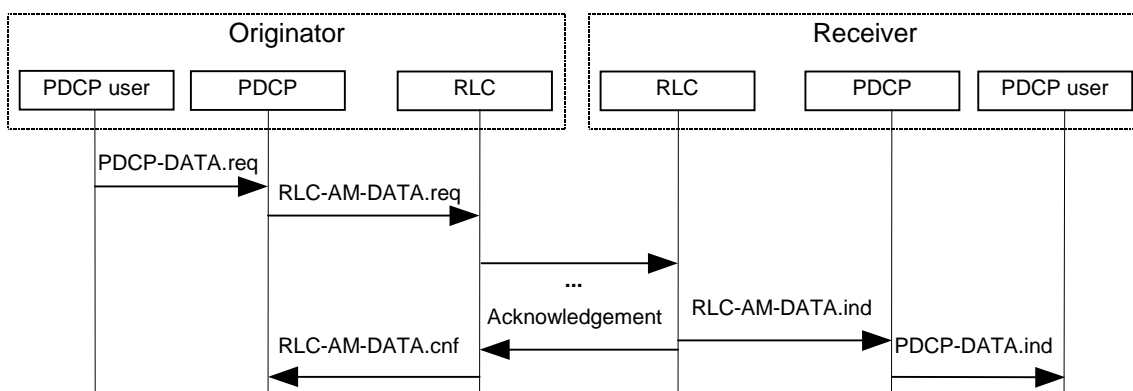 Originator
Receiver
PDCP user
PDCP
RLC
RLC
PDCP
PDCP user
PDCP-DATA.req
RLC-AM-DATA.req
...
Acknowledgement
RLC-AM-DATA.ind
RLC-AM-DATA.cnf
PDCP-DATA.ind